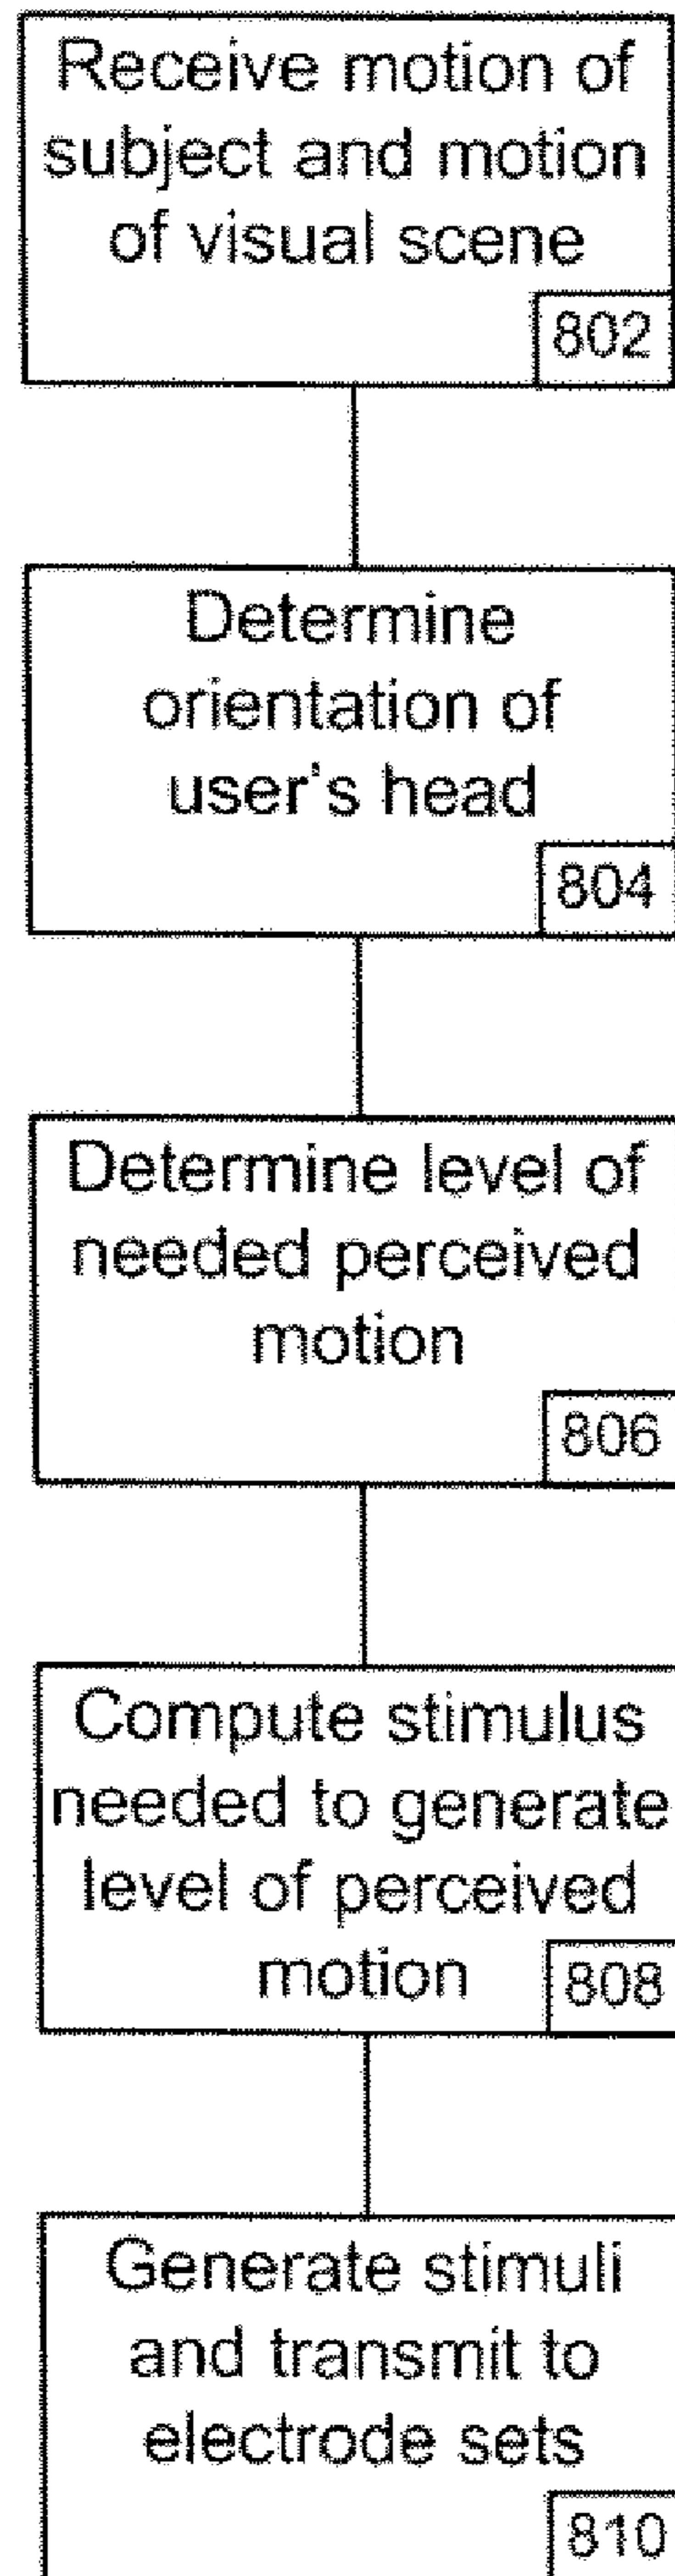 Receive motion of
subject and motion
of visual scene
802
Determine
orientation of
user's head
804
Determine level of
needed perceived
motion
806
Compute stimulus
needed to generate
level of perceived
motion
808
Generate stimuli
and transmit to
electrode sets
810